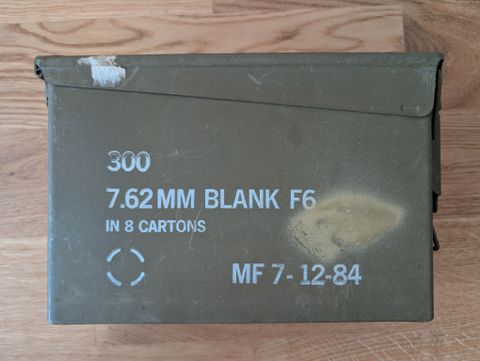 300
7.62 MM BLANK F6
IN 8 CARTONS
MF 7-12-84